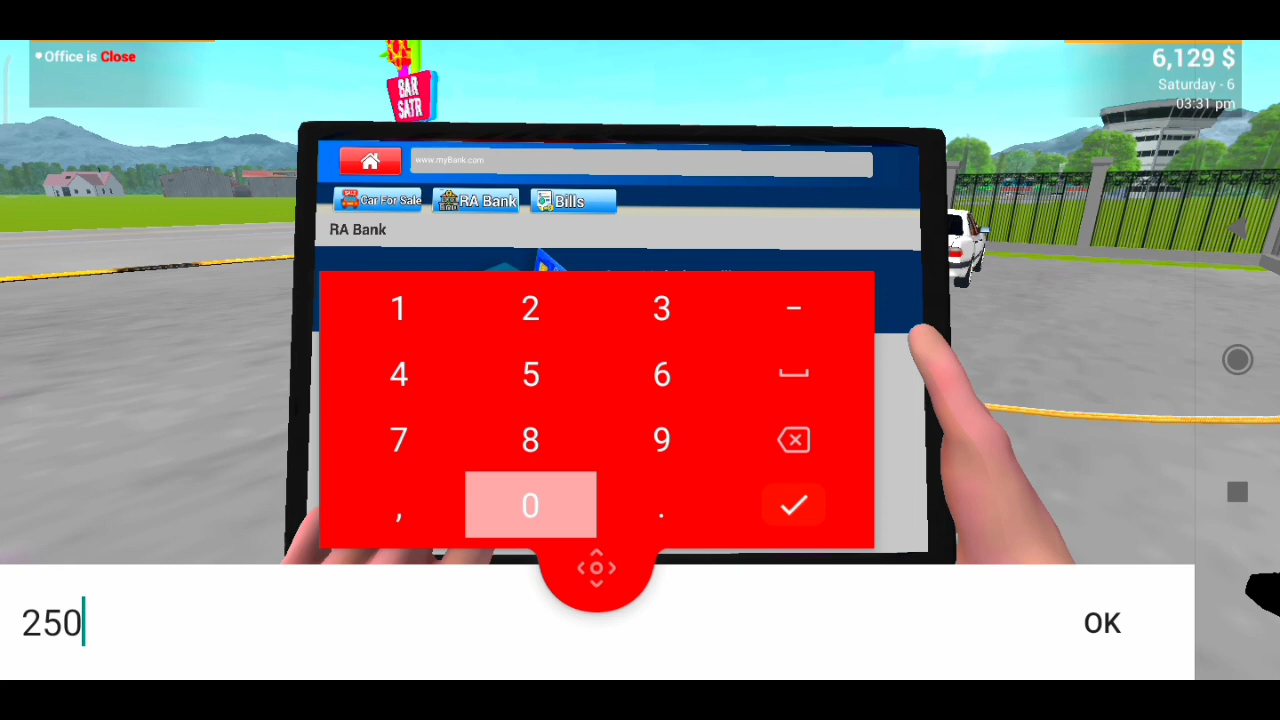 Office is Close
6,129 $
Saturday - 6
03:31 pm
BAR
SATR
www.myBank.com
Car For Sale
RA Bank
Bills
RA Bank
1 2 3 -
4 5 6
7 8 9
, 0 .
250
OK